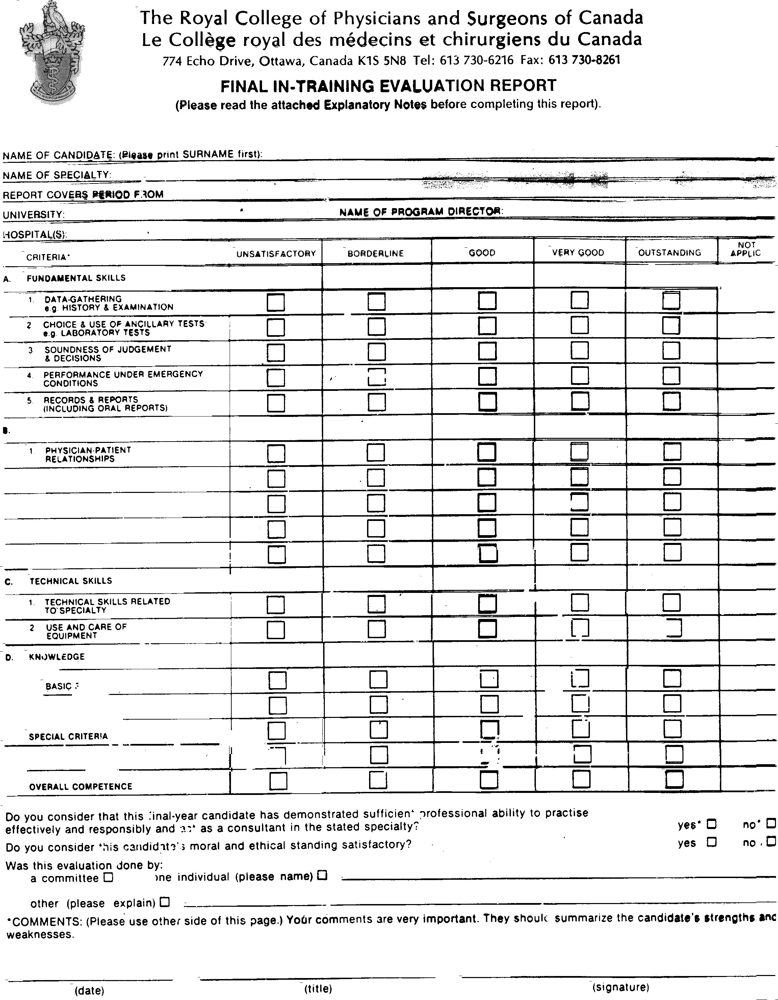 The Royal College of Physicians and Surgeons of Canada
Le Collège royal des médecins et chirurgiens du Canada
774 Echo Drive, Ottawa, Canada K1S 5N8 Tel: 613 730-6216 Fax: 613 730-8261
FINAL IN-TRAINING EVALUATION REPORT
(Please read the attached Explanatory Notes before completing this report).
NAME OF CANDIDATE: (Please print SURNAME first):
NAME OF SPECIALTY:
REPORT COVERS PERIOD FROM
UNIVERSITY: NAME OF PROGRAM DIRECTOR:
HOSPITAL(S):
CRITERIA* UNSATISFACTORY BORDERLINE GOOD VERY GOOD OUTSTANDING NOT APPLIC
A. FUNDAMENTAL SKILLS
1. DATA-GATHERING
e.g. HISTORY & EXAMINATION
2 CHOICE & USE OF ANCILLARY TESTS
e.g. LABORATORY TESTS
3 SOUNDNESS OF JUDGEMENT
& DECISIONS
4. PERFORMANCE UNDER EMERGENCY
CONDITIONS
5. RECORDS & REPORTS
(INCLUDING ORAL REPORTS)
B.
1 PHYSICIAN-PATIENT
RELATIONSHIPS
C. TECHNICAL SKILLS
1. TECHNICAL SKILLS RELATED
TO SPECIALTY
2. USE AND CARE OF
EQUIPMENT
D. KNOWLEDGE
BASIC
SPECIAL CRITERIA
OVERALL COMPETENCE
Do you consider that this final-year candidate has demonstrated sufficient professional ability to practise
effectively and responsibly and act as a consultant in the stated specialty? yes* no*
Do you consider this candidate's moral and ethical standing satisfactory? yes no
Was this evaluation done by:
a committee one individual (please name)
other (please explain)
*COMMENTS: (Please use other side of this page.) Your comments are very important. They should summarize the candidate's strengths and
weaknesses.
(date) (title) (signature)